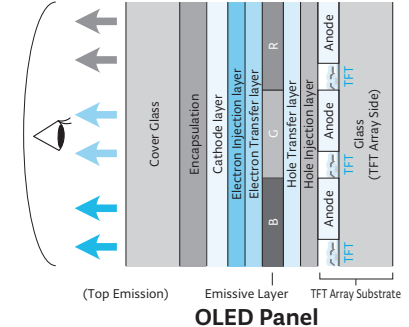 Cover Glass
Encapsulation
Cathode layer
Electron Injection layer
Electron Transfer layer
R
G
B
Hole Transfer layer
Hole Injection layer
Anode
TFT
Anode
TFT
Anode
TFT
Glass
(TFT Array Side)
(Top Emission)
Emissive Layer
TFT Array Substrate
OLED Panel